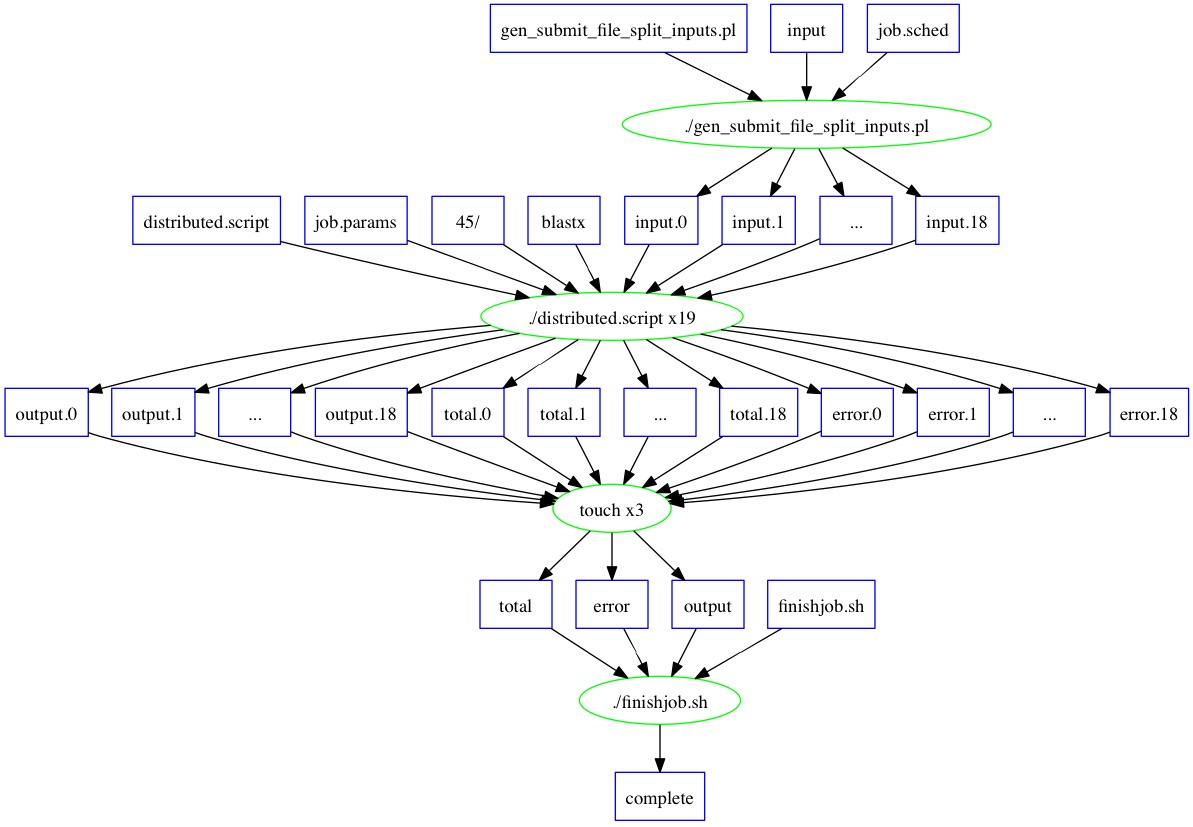 gen_submit_file_split_inputs.pl
input
job.sched
./gen_submit_file_split_inputs.pl
distributed.script
job.params
45/
blastx
input.0
input.1
...
input.18
./distributed.script x19
output.0
output.1
...
output.18
total.0
total.1
...
total.18
error.0
error.1
...
error.18
touch x3
total
error
output
finishjob.sh
./finishjob.sh
complete